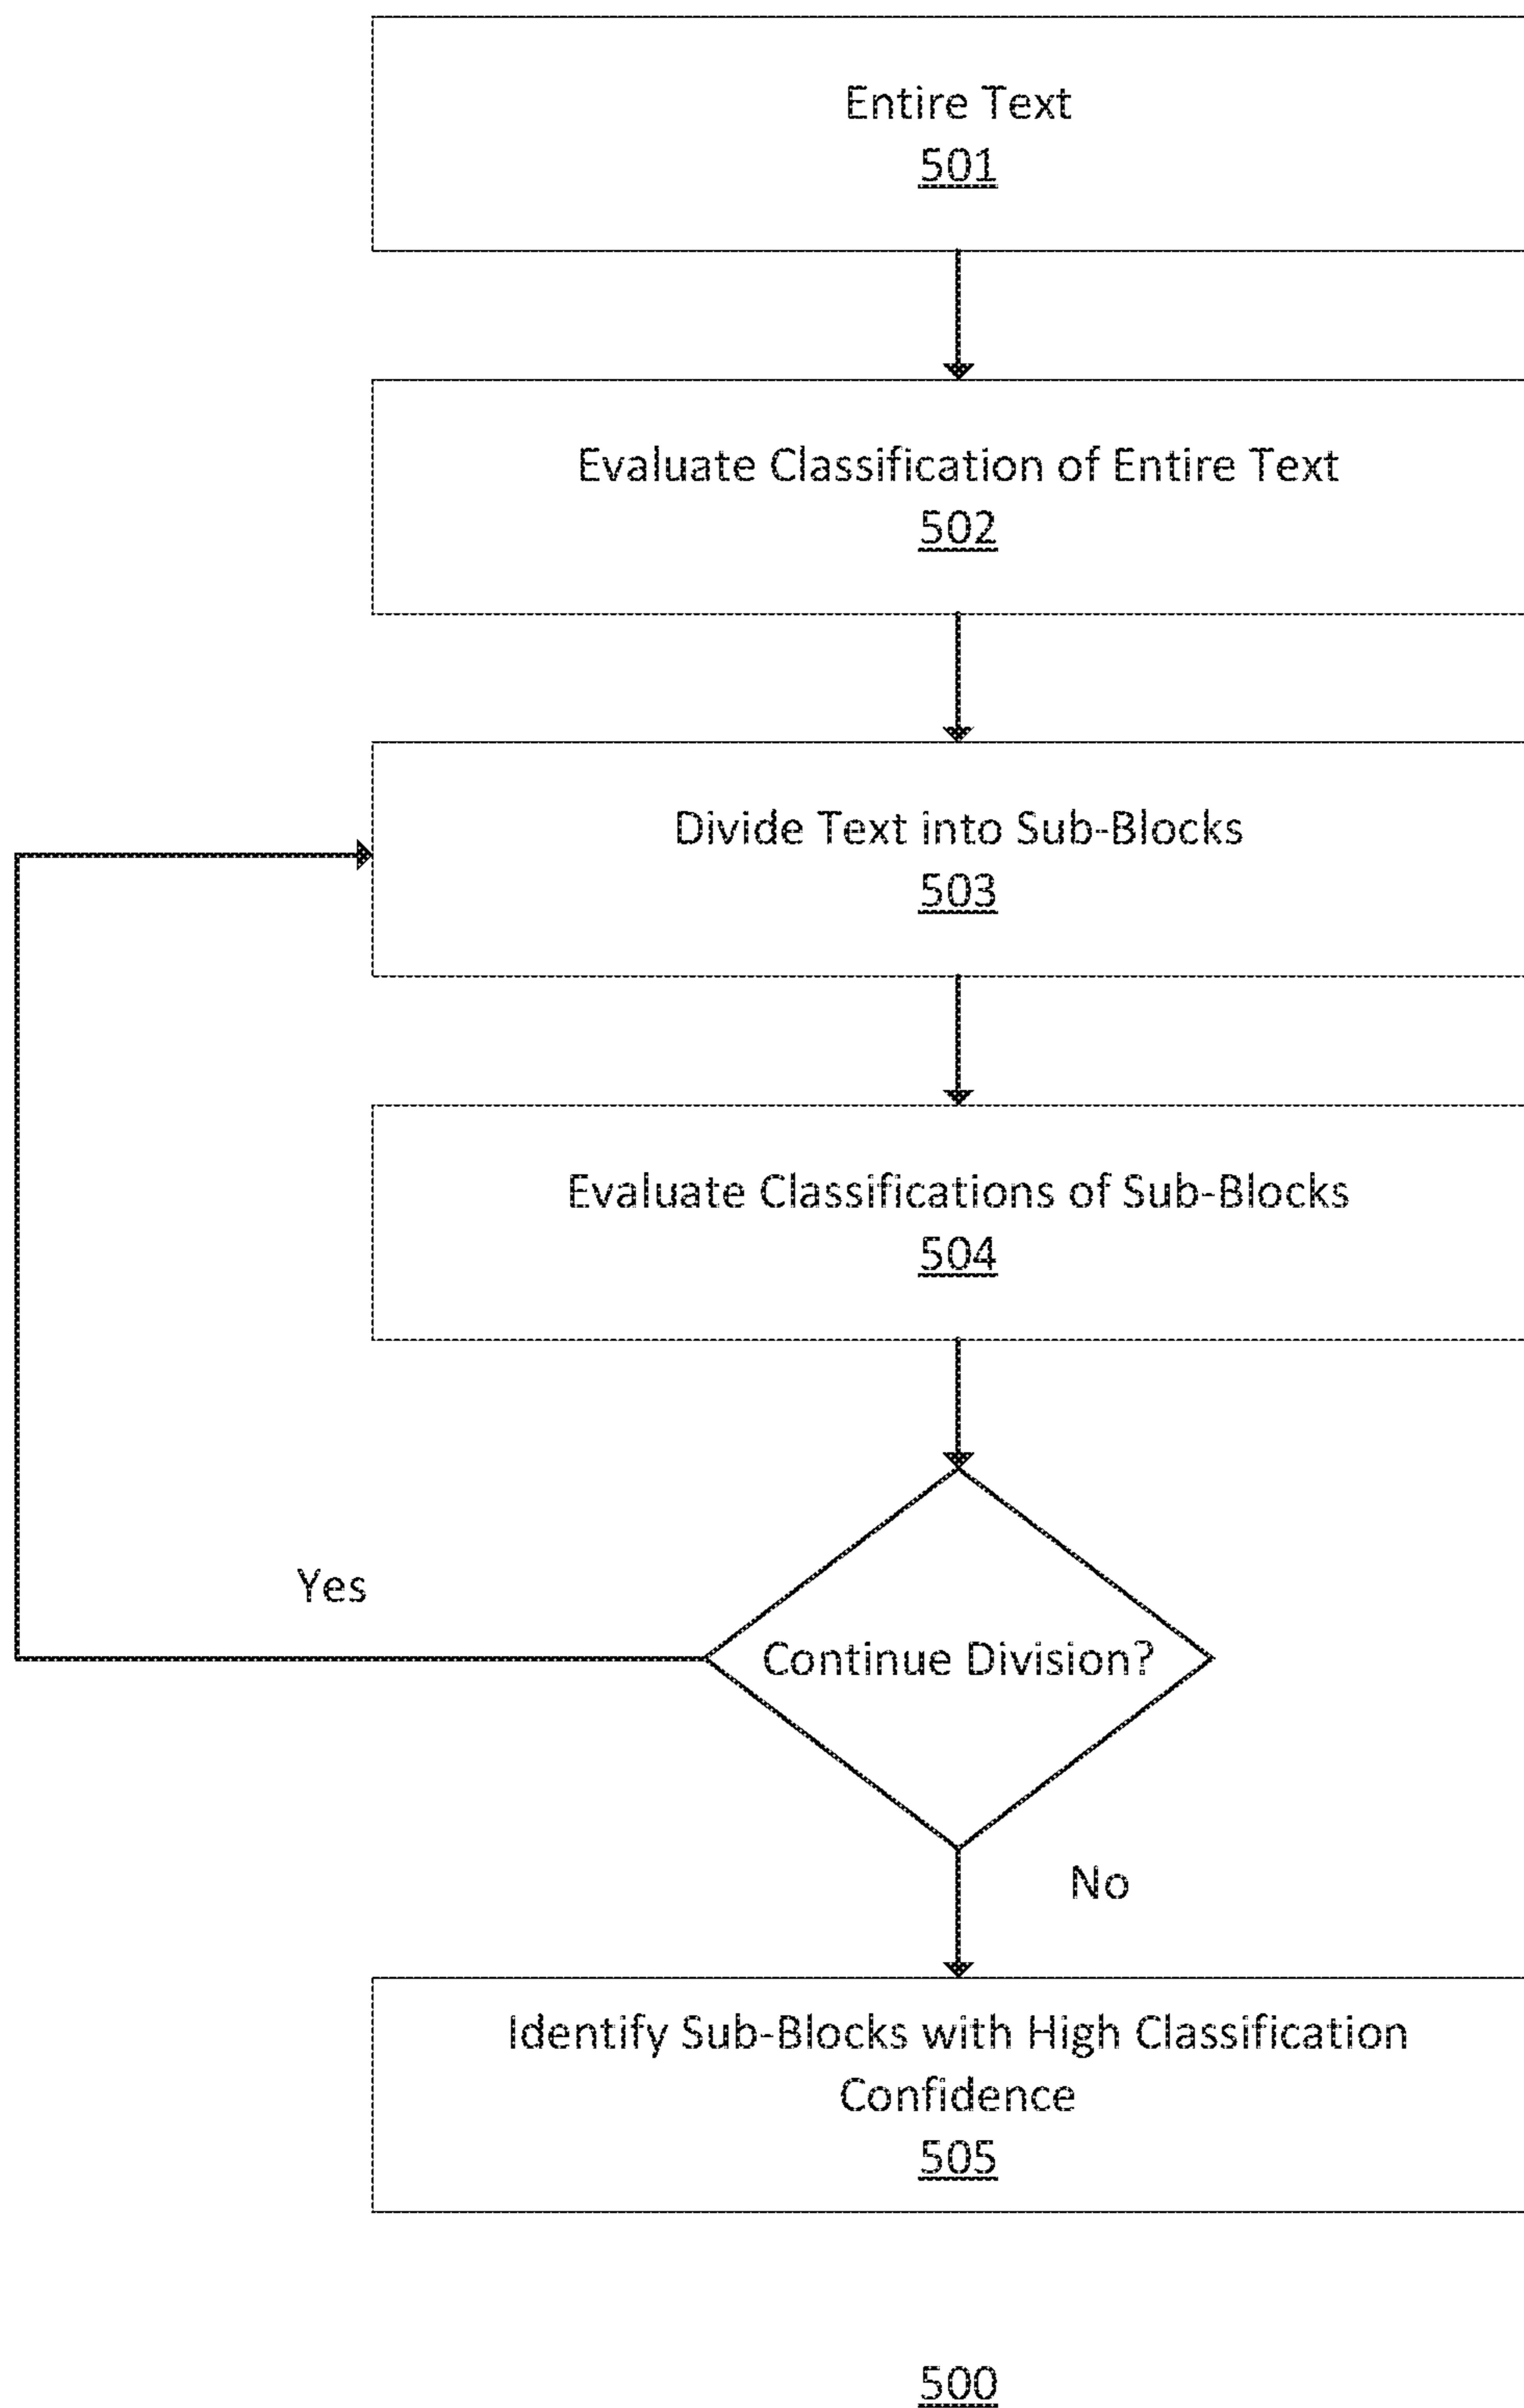 Entire Text
501
Evaluate Classification of Entire Text
502
Divide Text into Sub-Blocks
503
Evaluate Classifications of Sub-Blocks
504
Yes
Continue Division?
No
Identify Sub-Blocks with High Classification
Confidence
505
500